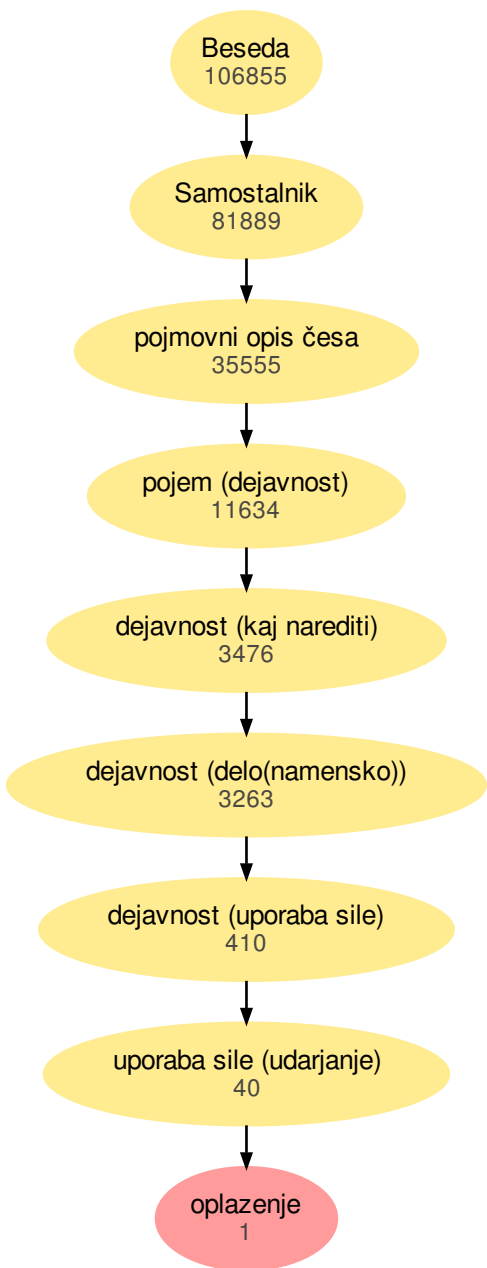 Beseda
106855
Samostalnik
81889
pojmovni opis česa
35555
pojem (dejavnost)
11634
dejavnost (kaj narediti)
3476
dejavnost (delo(namensko))
3263
dejavnost (uporaba sile)
410
uporaba sile (udarjanje)
40
oplazenje
1